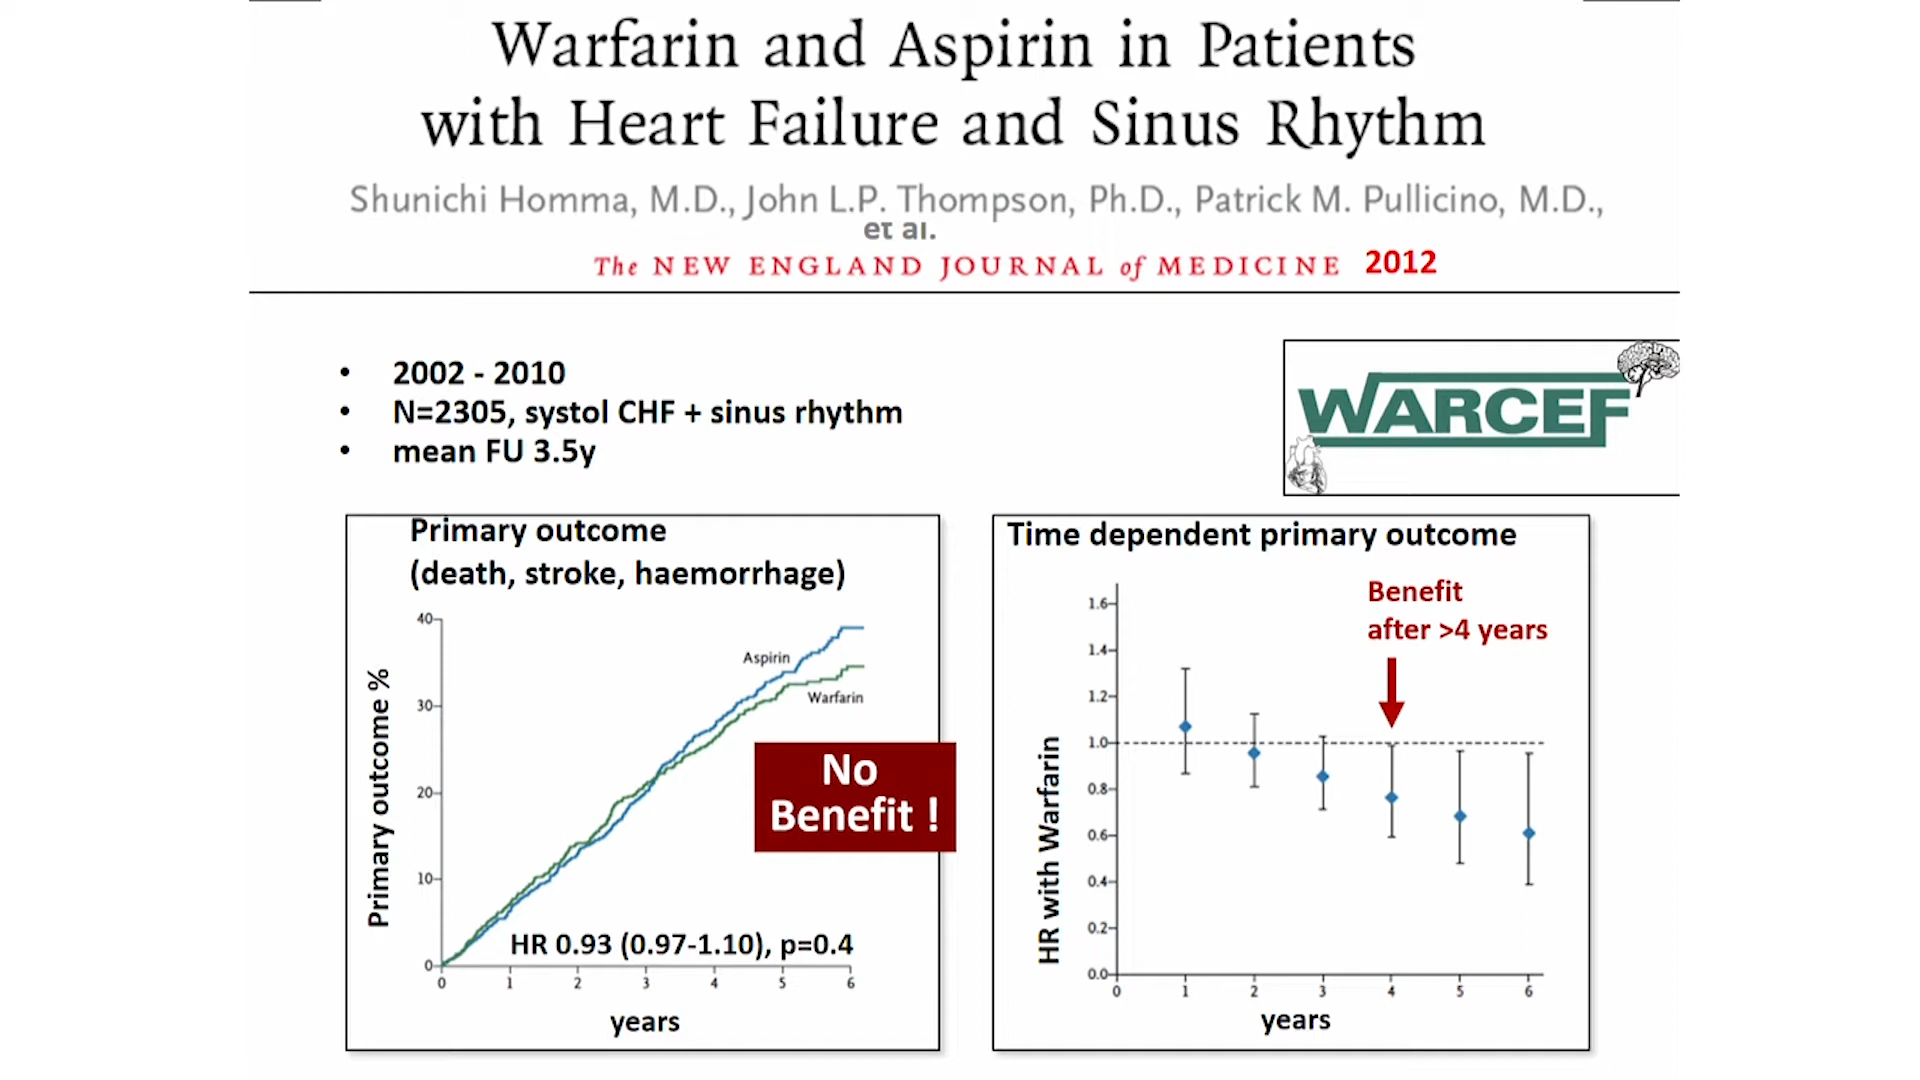 Warfarin and Aspirin in Patients
with Heart Failure and Sinus Rhythm
Shunichi Homma, M.D., John L.P. Thompson, Ph.D., Patrick M. Pullicino, M.D.,
et al.
The NEW ENGLAND JOURNAL of MEDICINE 2012
• 2002 - 2010
• N=2305, systol CHF + sinus rhythm
• mean FU 3.5y
WARCEF
Primary outcome
(death, stroke, haemorrhage)
Primary outcome %
40
30
20
10
0
Aspirin
Warfarin
No
Benefit !
HR 0.93 (0.97-1.10), p=0.4
0 1 2 3 4 5 6
years
Time dependent primary outcome
Benefit
after >4 years
HR with Warfarin
1.6
1.4
1.2
1.0
0.8
0.6
0.4
0.2
0.0
0 1 2 3 4 5 6
years